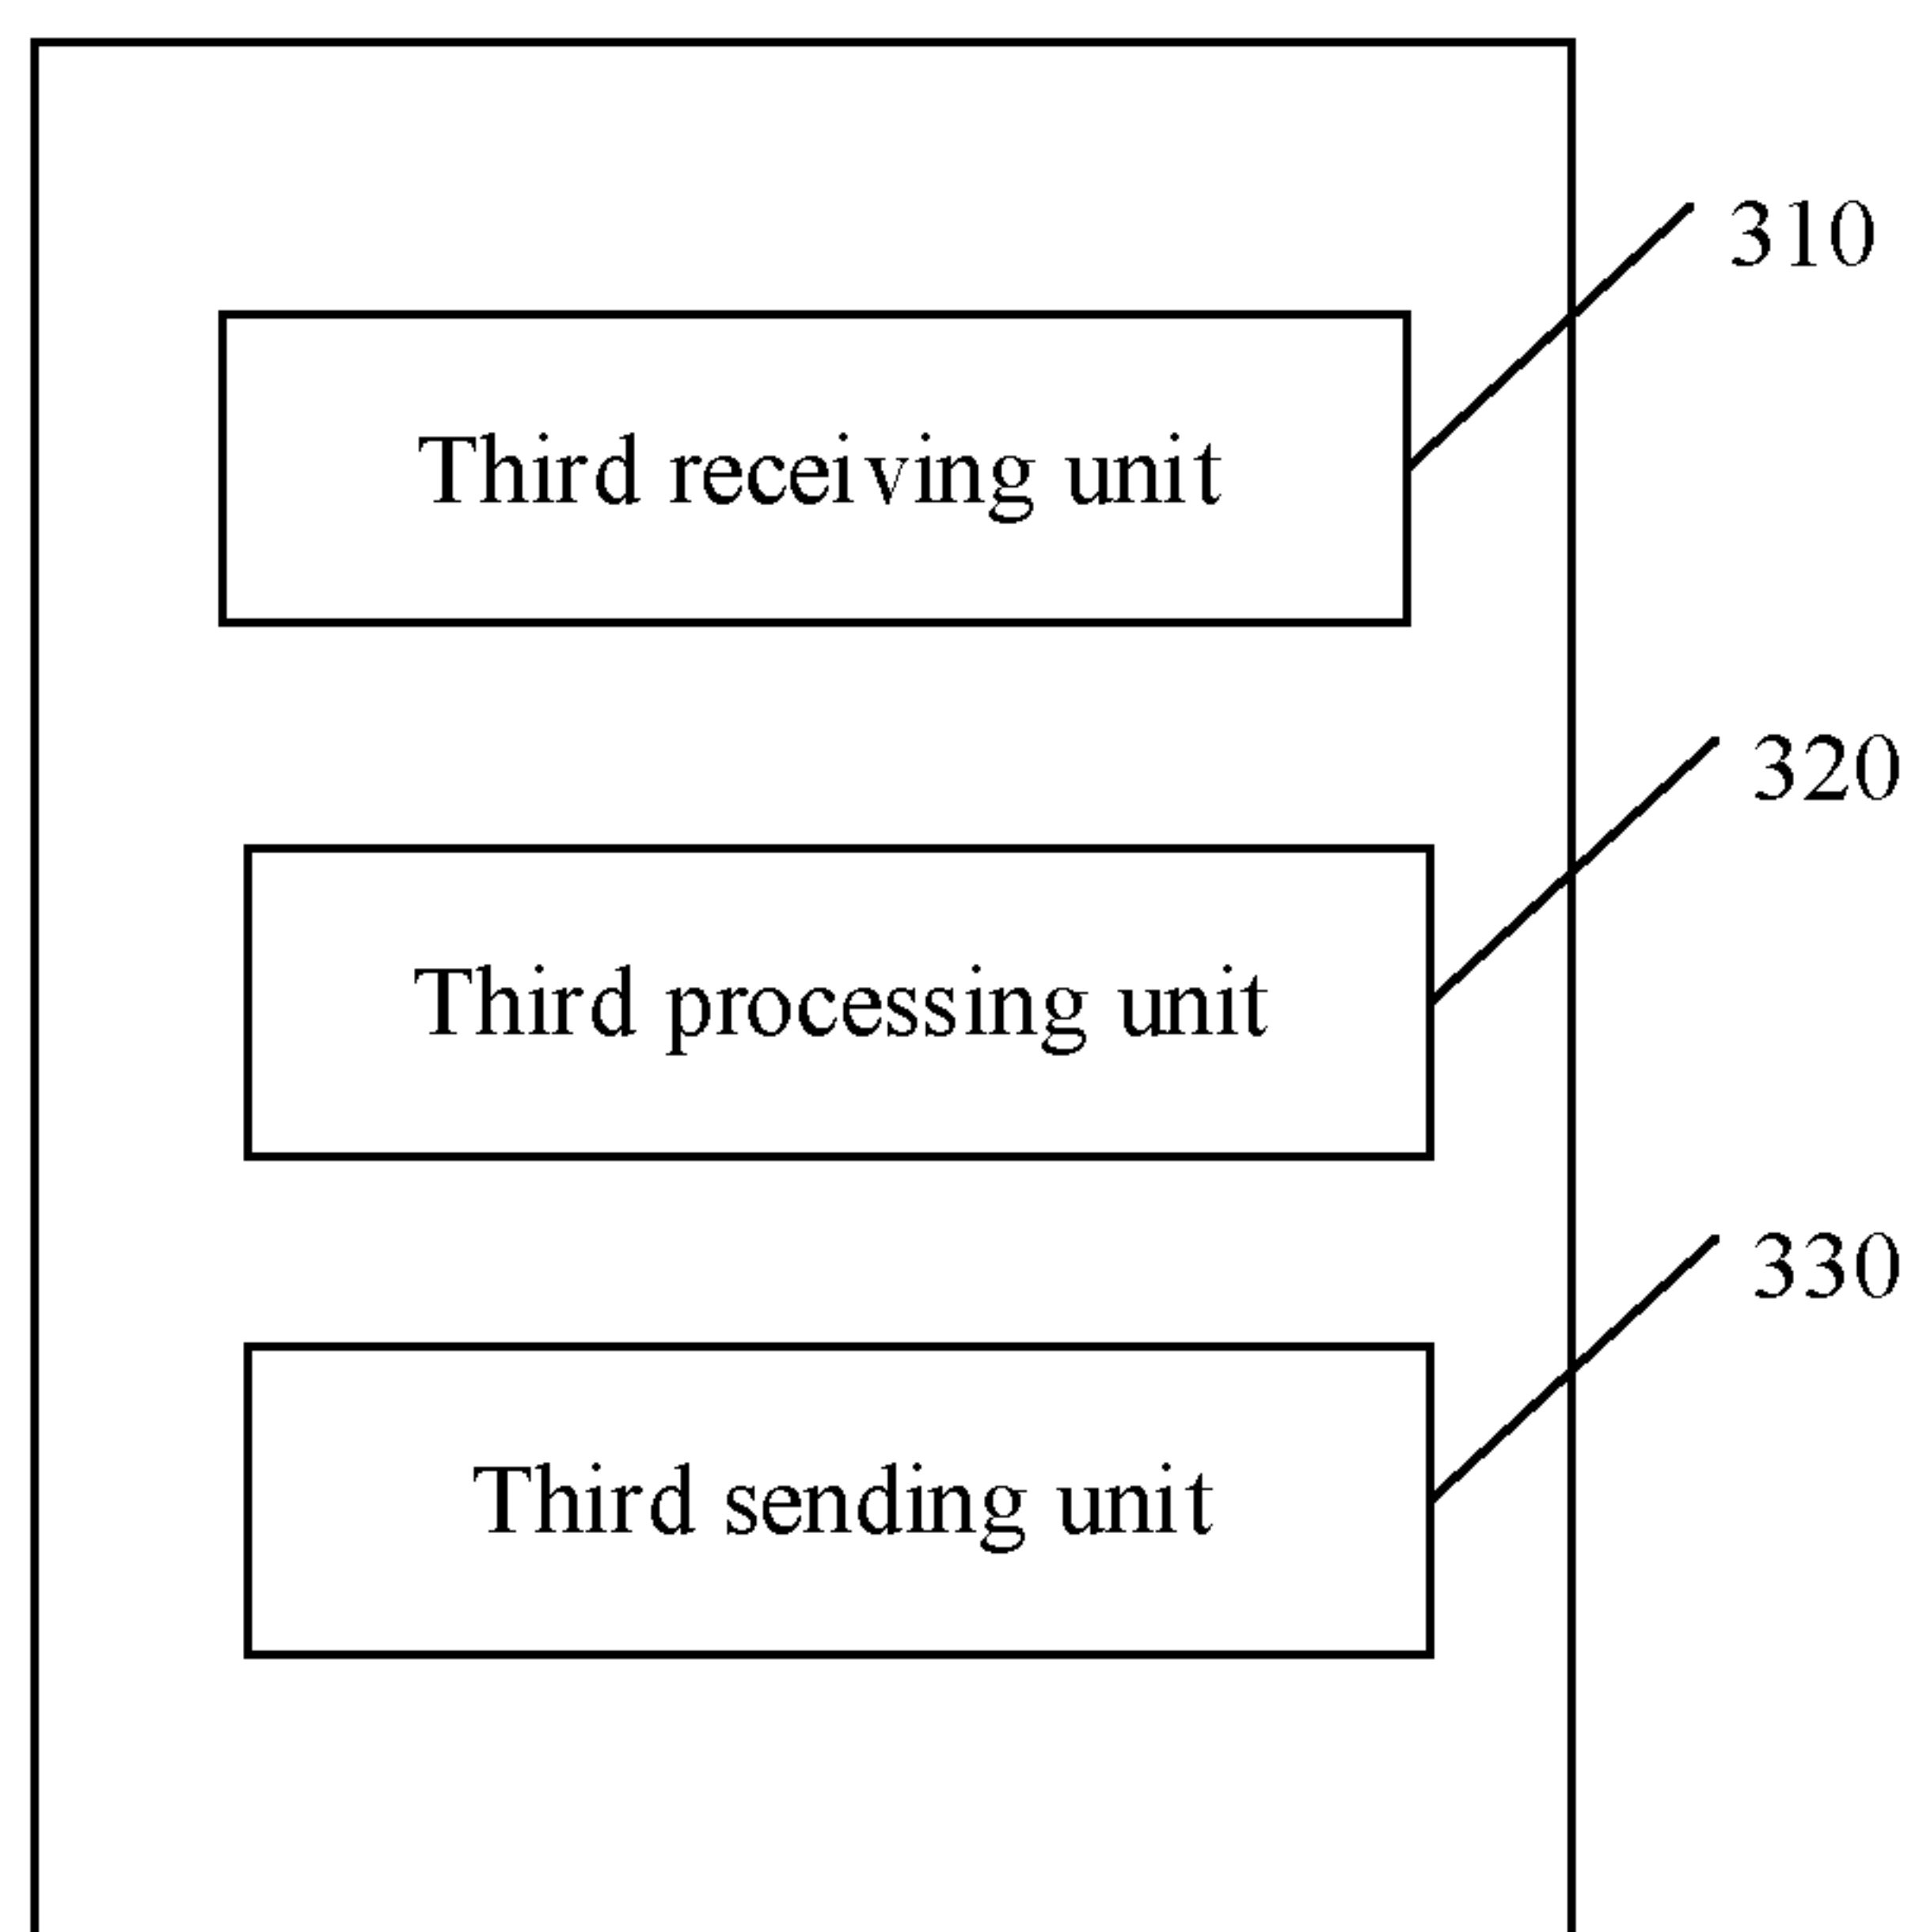 310
Third receiving unit
320
Third processing unit
330
Third sending unit